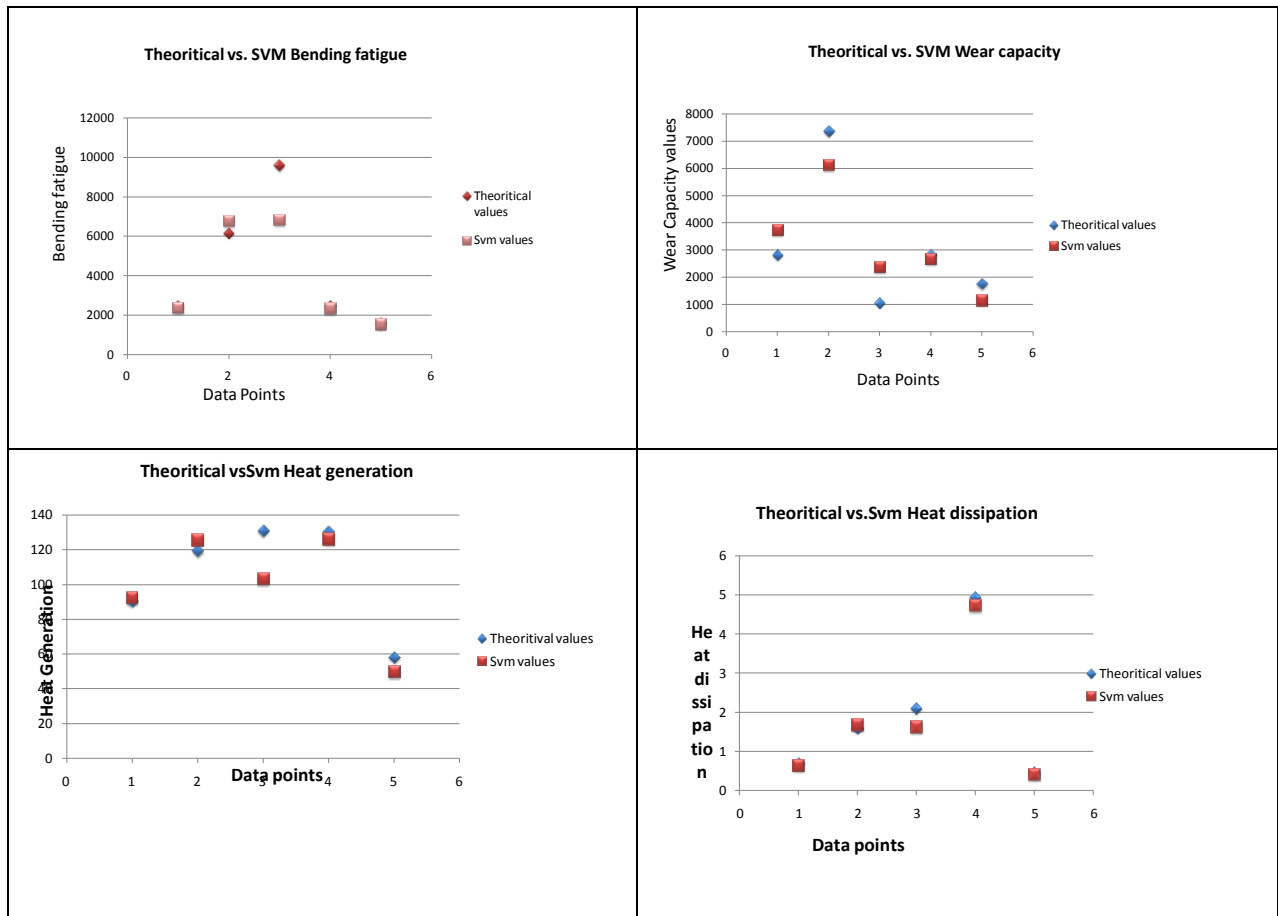 Theoritical vs. SVM Bending fatigue
12000
10000
8000
6000
4000
2000
0
Bending fatigue
0
2
4
6
Data Points
Theoritical
values
Svm values
Theoritical vs. SVM Wear capacity
8000
7000
6000
5000
4000
3000
2000
1000
0
Wear Capacity values
0
1
2
3
4
5
6
Data Points
Theoritical values
Svm values
Theoritical vsSvm Heat generation
140
120
100
80
60
40
20
0
Heat Generation
0
1
2
3
4
5
6
Data points
Theoritival values
Svm values
Theoritical vs.Svm Heat dissipation
6
5
4
3
2
1
0
He
at
di
ssi
pa
tio
n
0
1
2
3
4
5
6
Data points
Theoritical values
Svm values